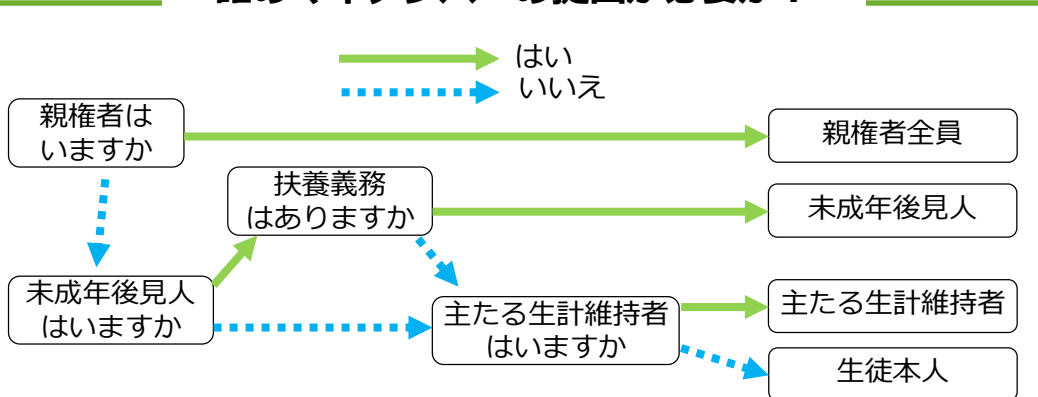 はい
いいえ
親権者は
いますか
親権者全員
扶養義務
はありますか
未成年後見人
未成年後見人
はいますか
主たる生計維持者
はいますか
主たる生計維持者
生徒本人